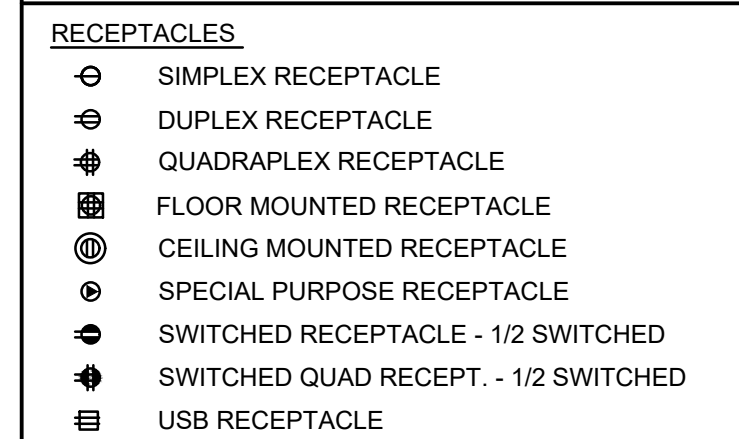 RECEPTACLES
SIMPLEX RECEPTACLE
DUPLEX RECEPTACLE
QUADRAPLEX RECEPTACLE
FLOOR MOUNTED RECEPTACLE
CEILING MOUNTED RECEPTACLE
SPECIAL PURPOSE RECEPTACLE
SWITCHED RECEPTACLE - 1/2 SWITCHED
SWITCHED QUAD RECEPT. - 1/2 SWITCHED
USB RECEPTACLE